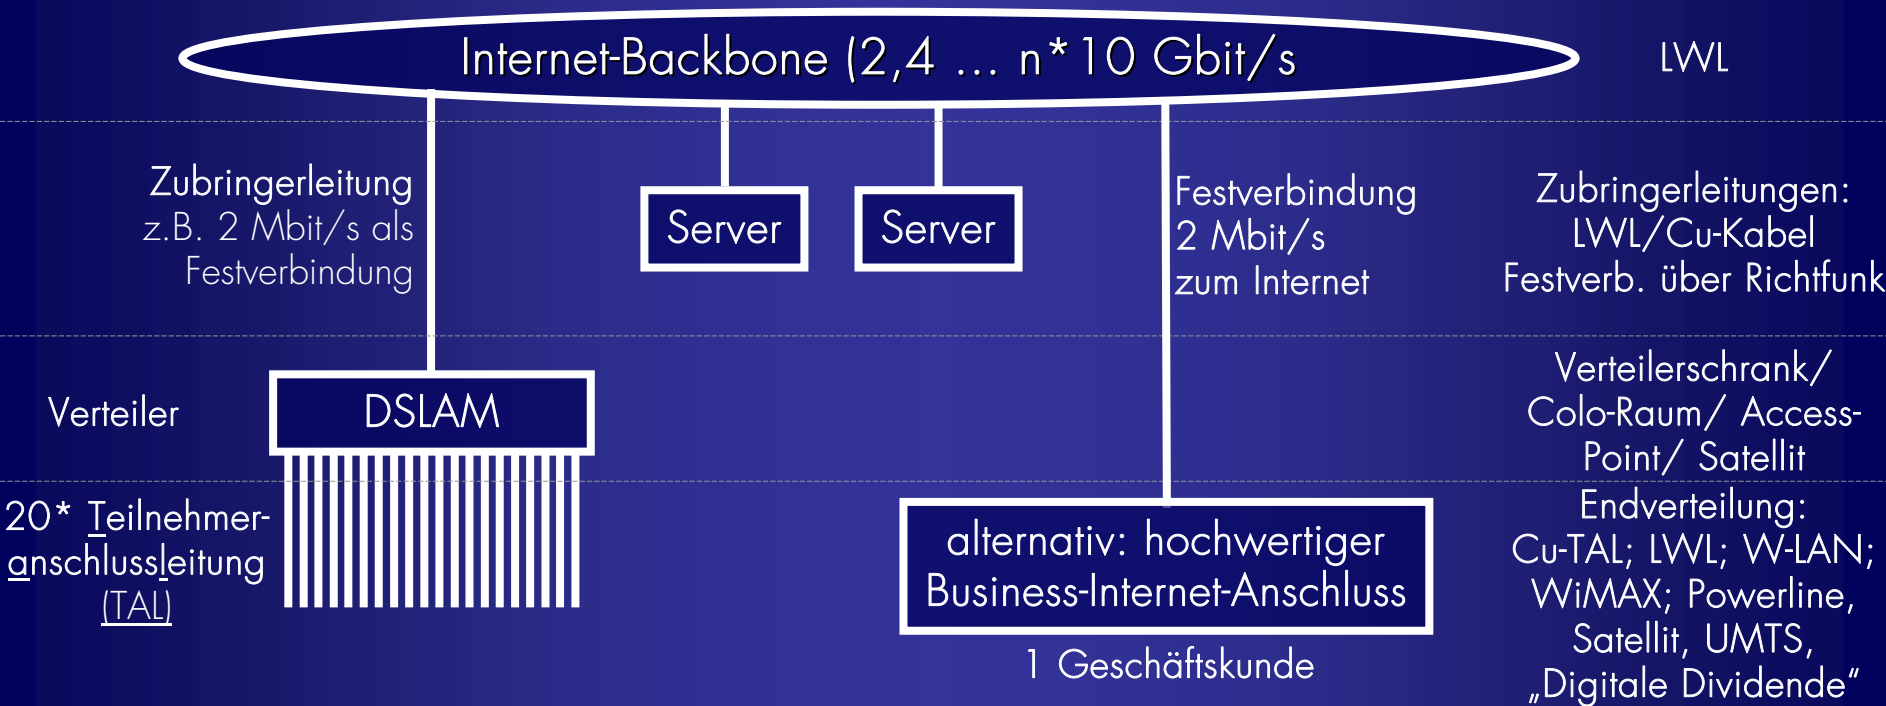 Internet-Backbone (2,4 ... n*10 Gbit/s
LWL
Zubringerleitung
z.B. 2 Mbit/s als
Festverbindung
Server
Server
Festverbindung
2 Mbit/s
zum Internet
Zubringerleitungen:
LWL/Cu-Kabel
Festverb. über Richtfunk
Verteiler
DSLAM
Verteilerschrank/
Colo-Raum/ Access-
Point/ Satellit
20* Teilnehmer-
anschlussleitung
(TAL)
alternativ: hochwertiger
Business-Internet-Anschluss
1 Geschäftskunde
Endverteilung:
Cu-TAL; LWL; W-LAN;
WiMAX; Powerline,
Satellit, UMTS,
„Digitale Dividende“